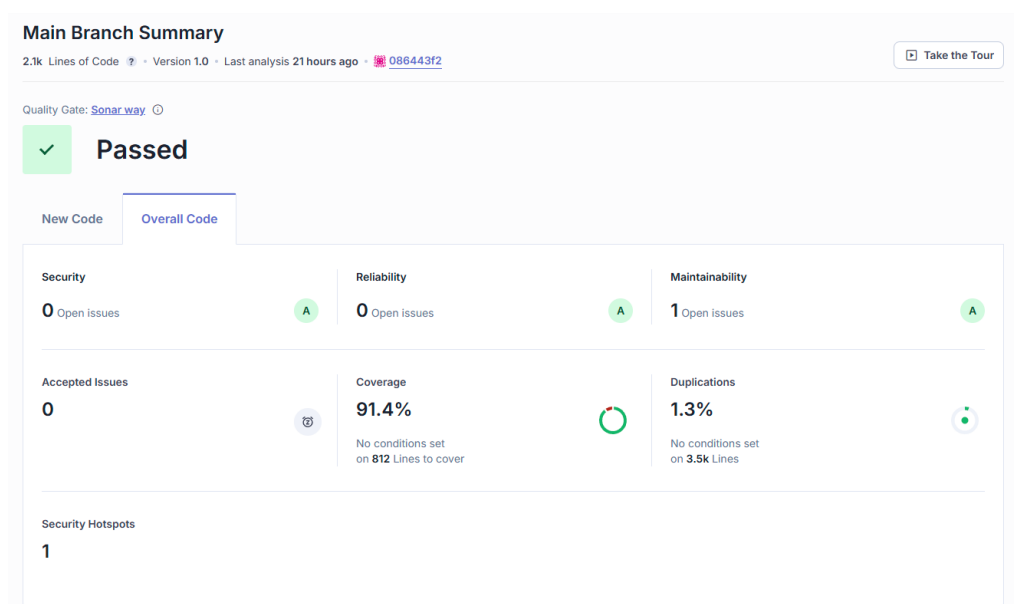 Main Branch Summary
2.1k Lines of Code ? • Version 1.0 • Last analysis 21 hours ago • 086443f2
Take the Tour
Quality Gate: Sonar way
Passed
New Code
Overall Code
Security
0 Open issues
A
Reliability
0 Open issues
A
Maintainability
1 Open issues
A
Accepted Issues
0
Coverage
91.4%
No conditions set
on 812 Lines to cover
Duplications
1.3%
No conditions set
on 3.5k Lines
Security Hotspots
1